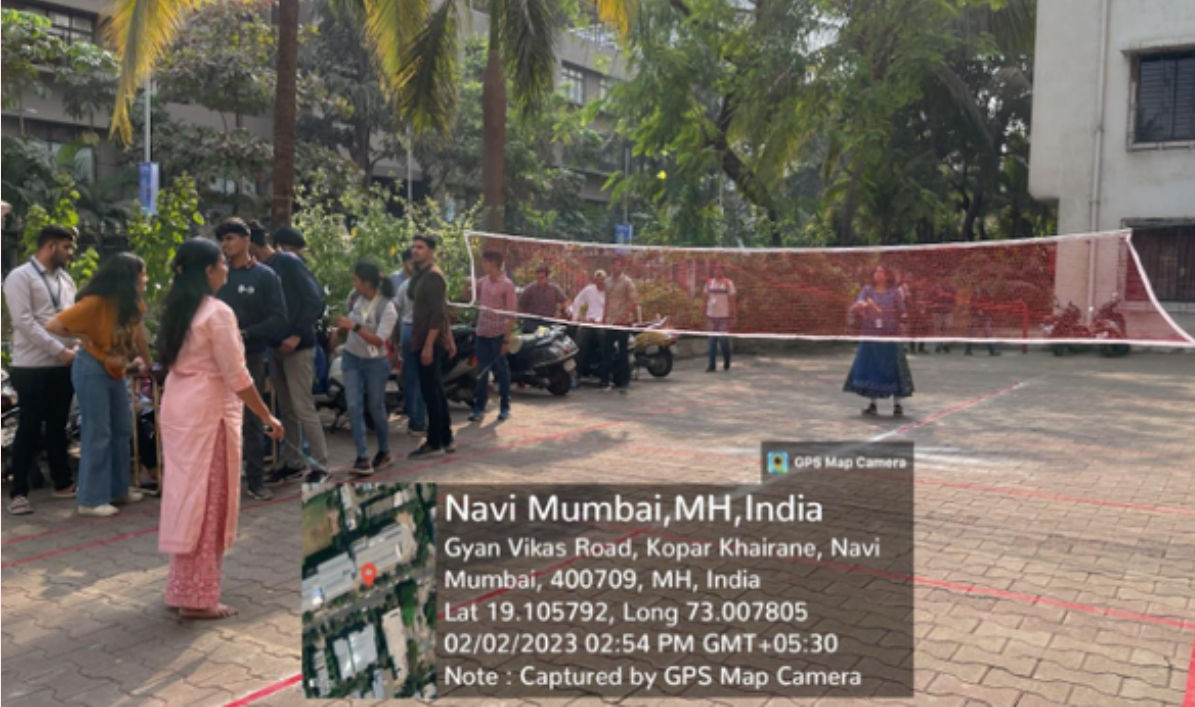 GPS Map Camera
Navi Mumbai,MH,India
Gyan Vikas Road, Kopar Khairane, Navi
Mumbai, 400709, MH, India
Lat 19.105792, Long 73.007805
02/02/2023 02:54 PM GMT+05:30
Note : Captured by GPS Map Camera